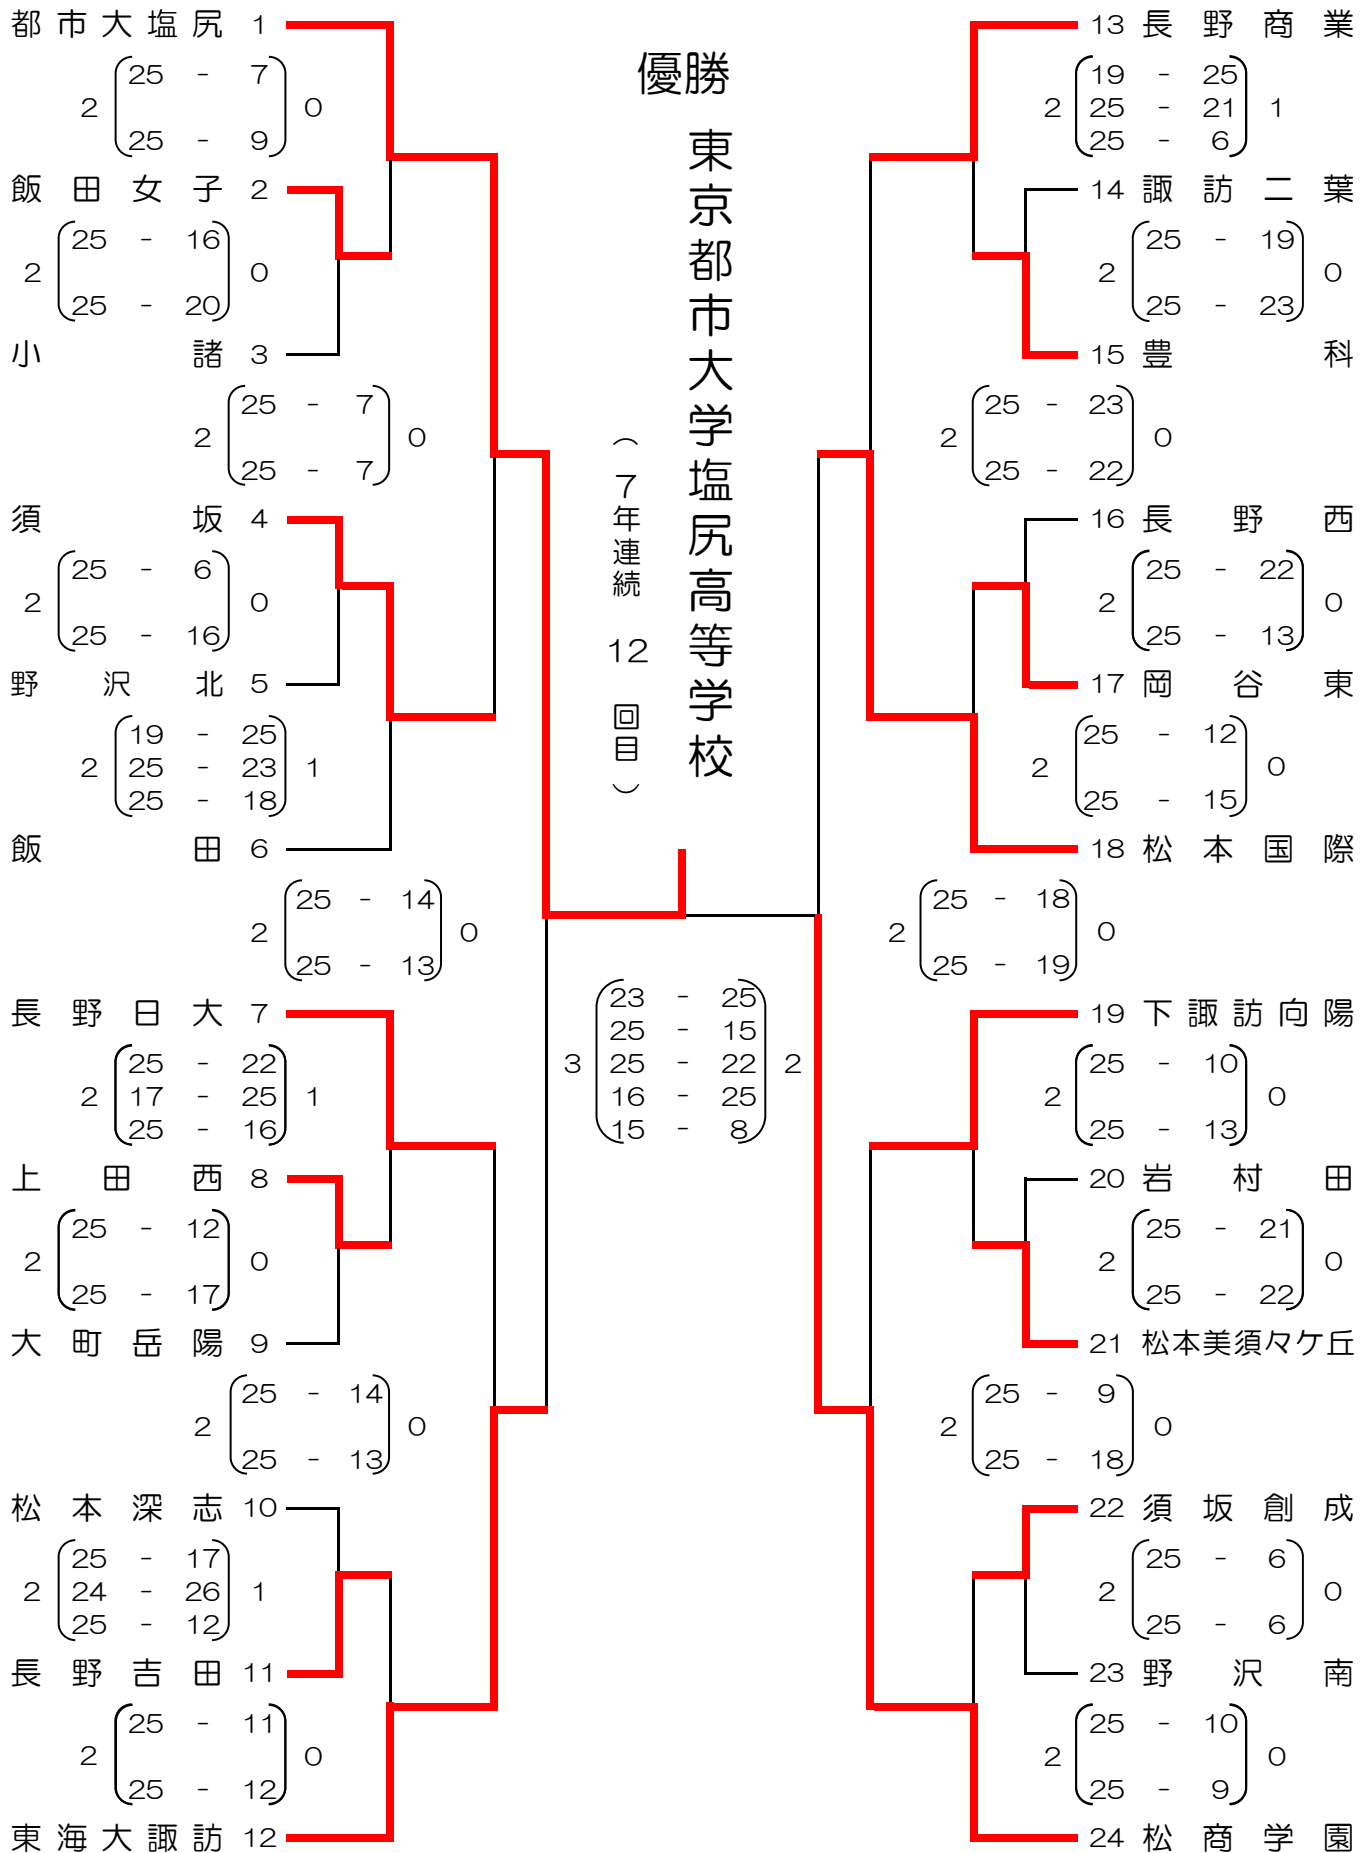 優勝
東京都市大学塩尻高等学校
（７年連続　12　回目）
都市大塩尻 1
2 0
25 - 7
25 - 9
飯田女子 2
2 0
25 - 16
25 - 20
小諸 3
2 0
25 - 7
25 - 7
須坂 4
2 0
25 - 6
25 - 16
野沢北 5
2 1
19 - 25
25 - 23
25 - 18
飯田 6
2 0
25 - 14
25 - 13
長野日大 7
2 1
25 - 22
17 - 25
25 - 16
上田西 8
2 0
25 - 12
25 - 17
大町岳陽 9
2 0
25 - 14
25 - 13
松本深志 10
2 1
25 - 17
24 - 26
25 - 12
長野吉田 11
2 0
25 - 11
25 - 12
東海大諏訪 12
3 2
23 - 25
25 - 15
25 - 22
16 - 25
15 - 8
13 長野商業
2 1
19 - 25
25 - 21
25 - 6
14 諏訪二葉
2 0
25 - 19
25 - 23
15 豊科
2 0
25 - 23
25 - 22
16 長野西
2 0
25 - 22
25 - 13
17 岡谷東
2 0
25 - 12
25 - 15
18 松本国際
2 0
25 - 18
25 - 19
19 下諏訪向陽
2 0
25 - 10
25 - 13
20 岩村田
2 0
25 - 21
25 - 22
21 松本美須々ケ丘
2 0
25 - 9
25 - 18
22 須坂創成
2 0
25 - 6
25 - 6
23 野沢南
2 0
25 - 10
25 - 9
24 松商学園